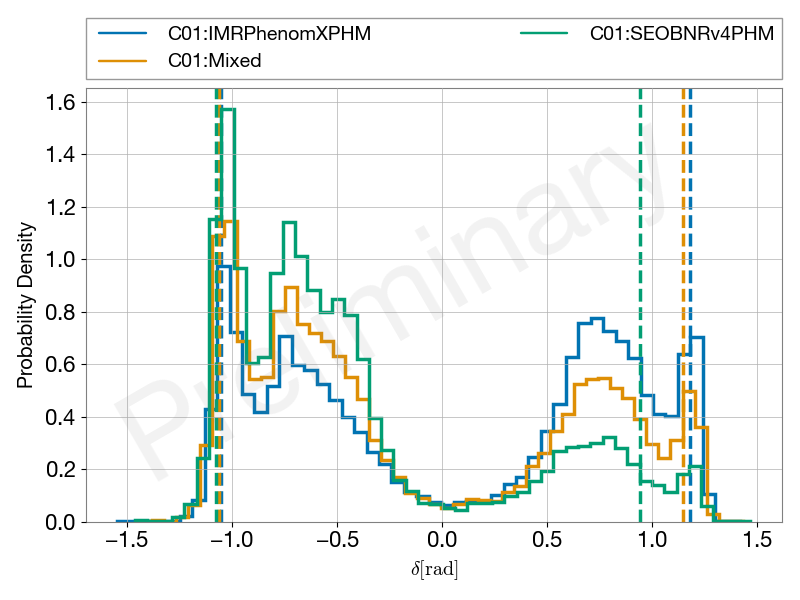 C01:IMRPhenomXPHM
C01:Mixed
C01:SEOBNRv4PHM
1.6
1.4
1.2
1.0
0.8
0.6
0.4
0.2
0.0
Probability Density
Preliminary
−1.5 −1.0 −0.5 0.0 0.5 1.0 1.5
δ[rad]